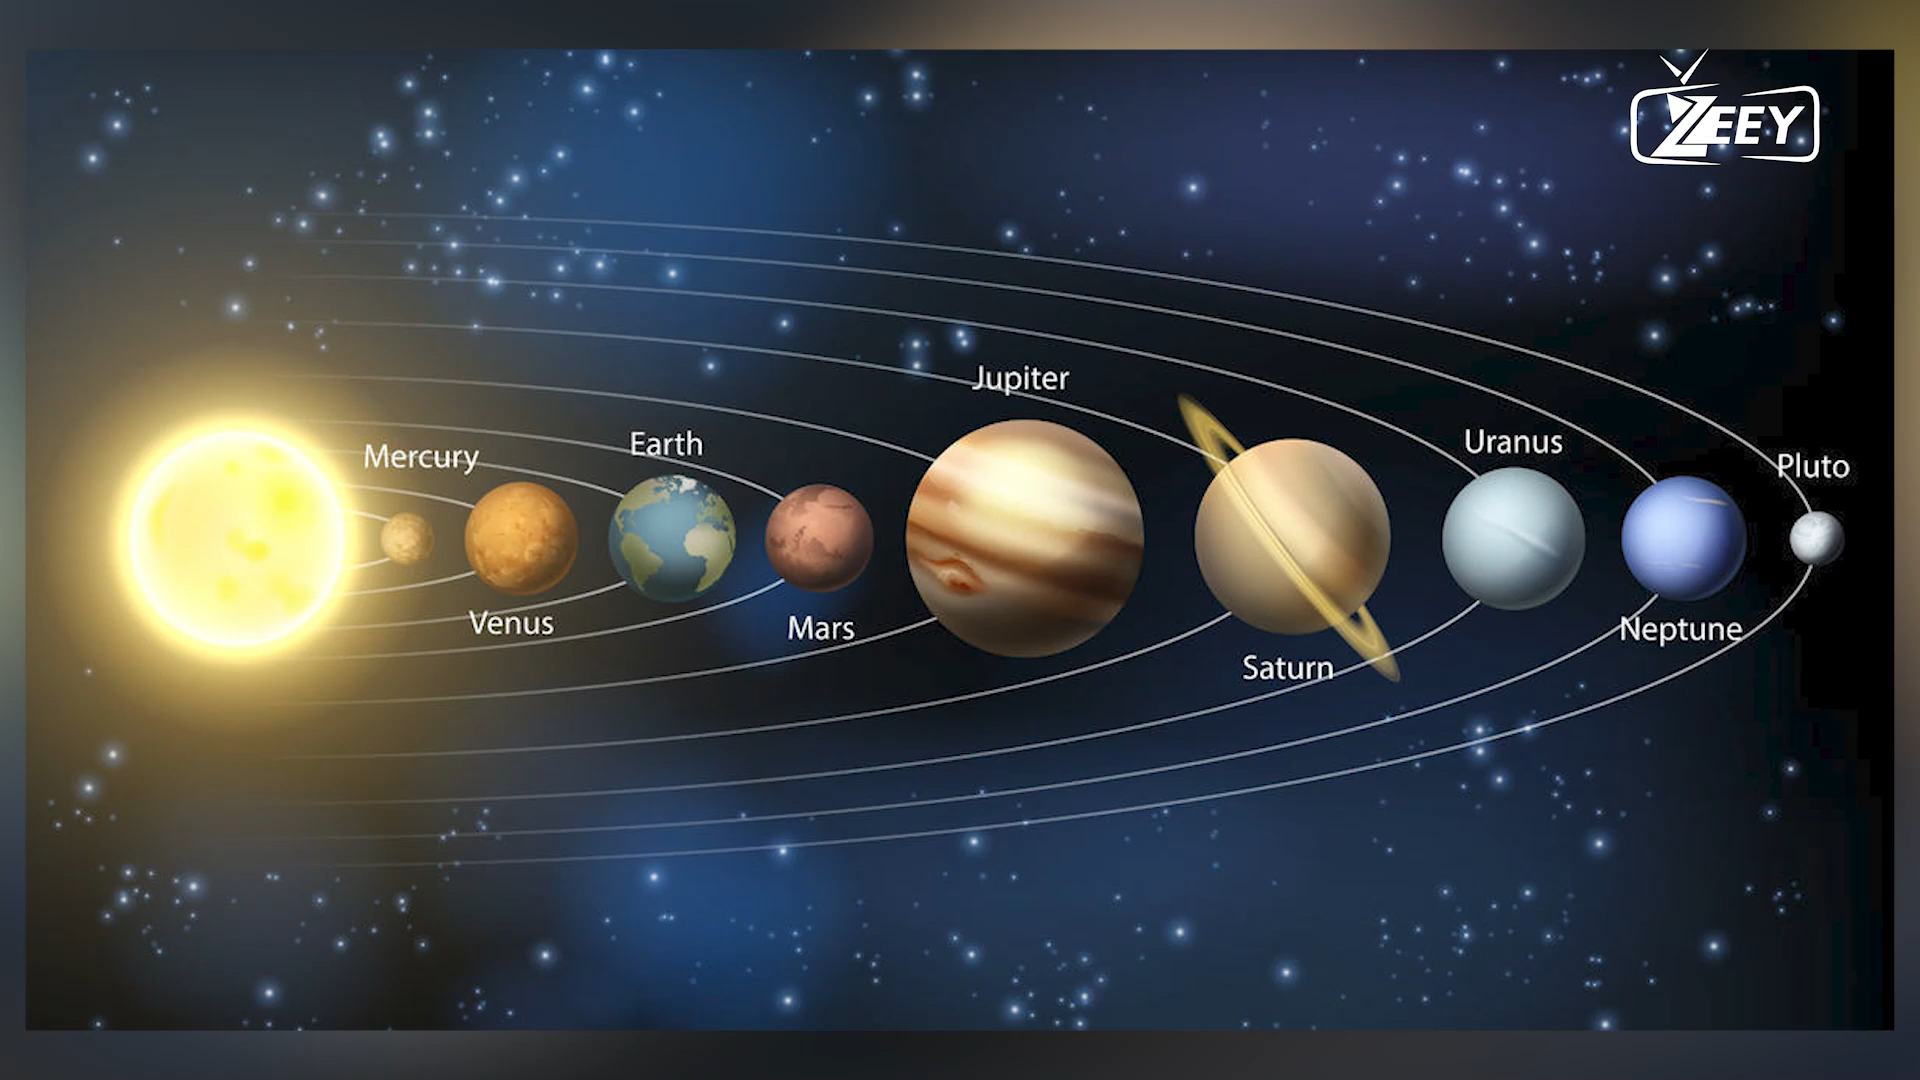 ZEEY
Jupiter
Mercury
Earth
Uranus
Pluto
Venus
Mars
Saturn
Neptune